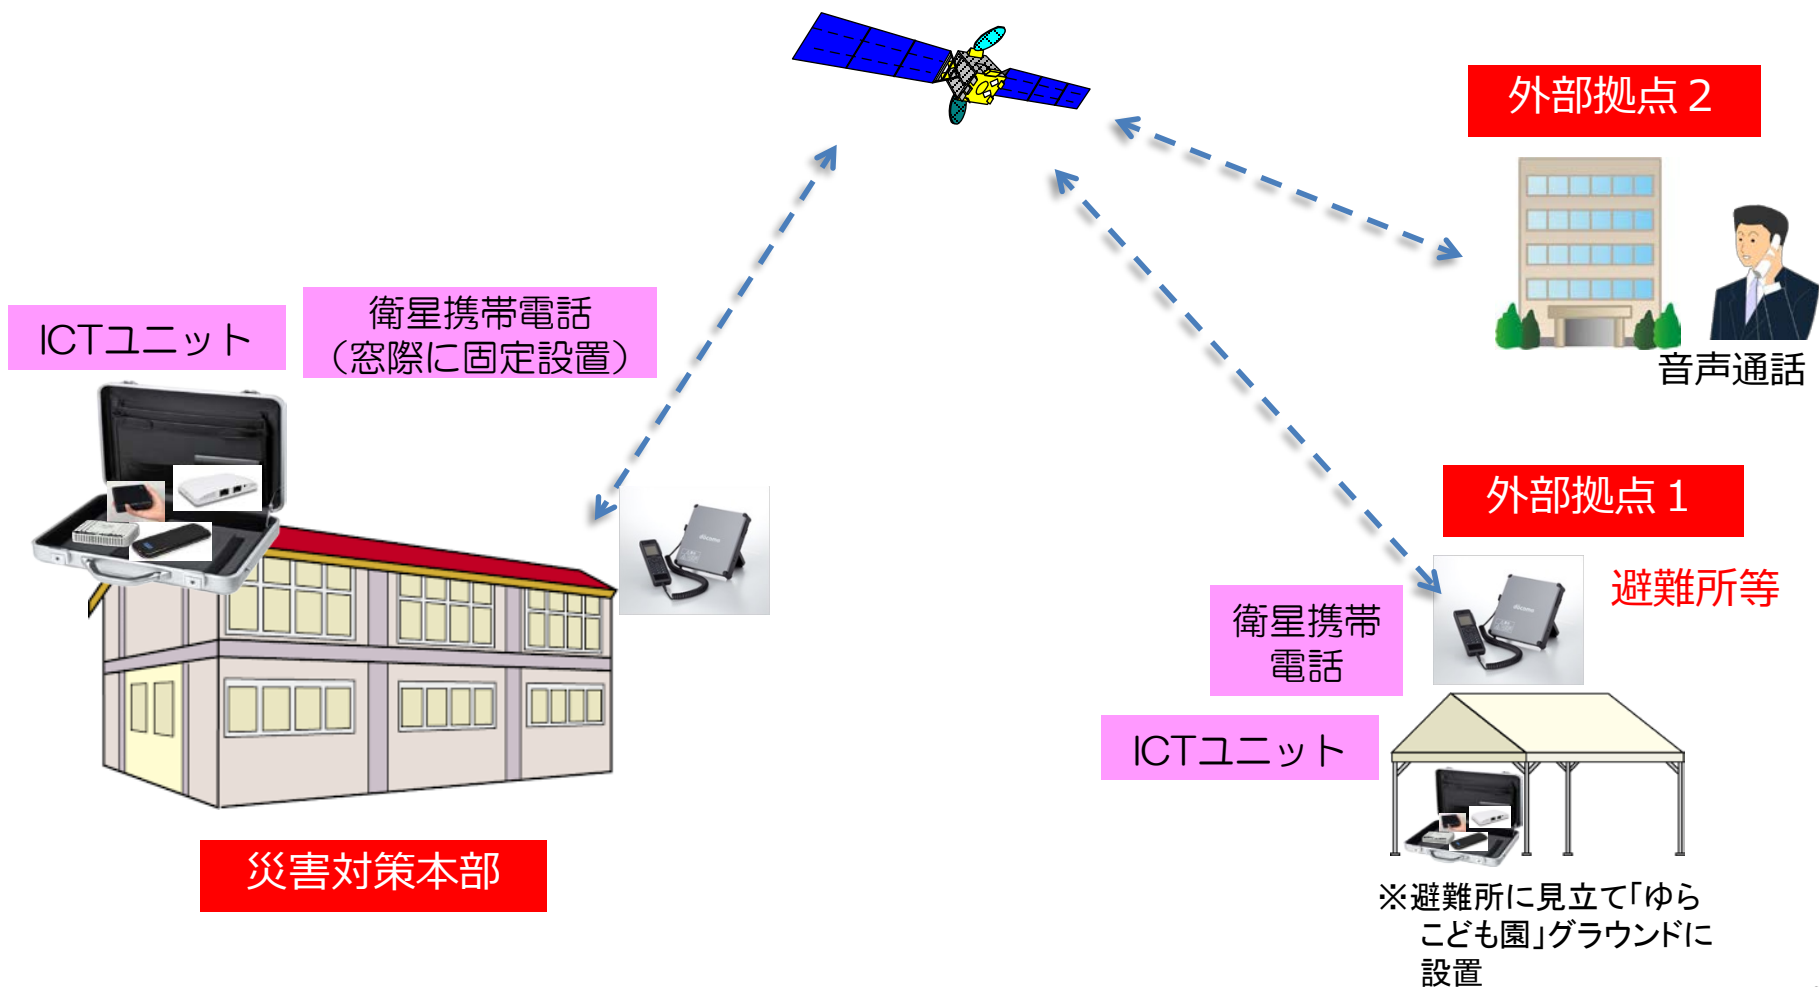 外部拠点２
音声通話
ICTユニット
衛星携帯電話
（窓際に固定設置）
災害対策本部
外部拠点１
避難所等
衛星携帯
電話
ICTユニット
※避難所に見立て「ゆら
こども園」グラウンドに
設置